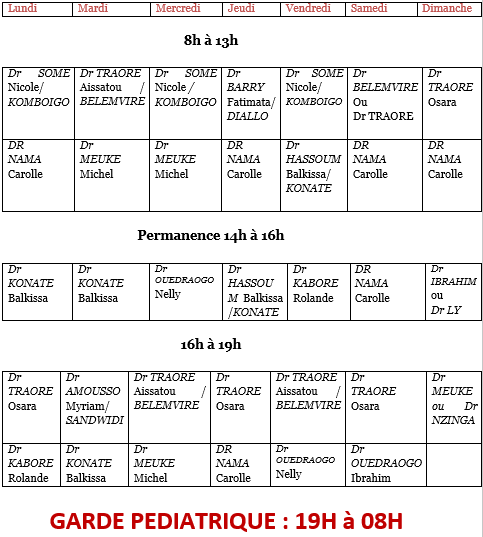 Lundi Mardi Mercredi Jeudi Vendredi Samedi Dimanche
8h à 13h
Dr SOME Dr TRAORE Dr SOME Dr Dr SOME Dr Dr
Nicole/ Aissatou / Nicole / BARRY Nicole/ BELEMVIRE TRAORE
KOMBOIGO BELEMVIRE KOMBOIGO Fatimata/ KOMBOIGO Ou Osara
DIALLO Dr TRAORE
DR Dr Dr DR Dr DR DR
NAMA MEUKE MEUKE NAMA HASSOUM NAMA NAMA
Carolle Michel Michel Carolle Balkissa/ Carolle Carolle
KONATE
Permanence 14h à 16h
Dr Dr Dr Dr Dr DR Dr
KONATE KONATE OUEDRAOGO HASSOU KABORE NAMA IBRAHIM
Balkissa Balkissa Nelly M Balkissa Rolande Carolle ou
/KONATE Dr LY
16h à 19h
Dr Dr Dr TRAORE Dr Dr TRAORE Dr Dr
TRAORE AMOUSSO Aissatou / TRAORE Aissatou / TRAORE MEUKE
Osara Myriam/ BELEMVIRE Osara BELEMVIRE Osara ou Dr
SANDWIDI NZINGA
Dr Dr Dr DR Dr Dr
KABORE KONATE MEUKE NAMA OUEDRAOGO OUEDRAOGO
Rolande Balkissa Michel Carolle Nelly Ibrahim
GARDE PEDIATRIQUE : 19H à 08H